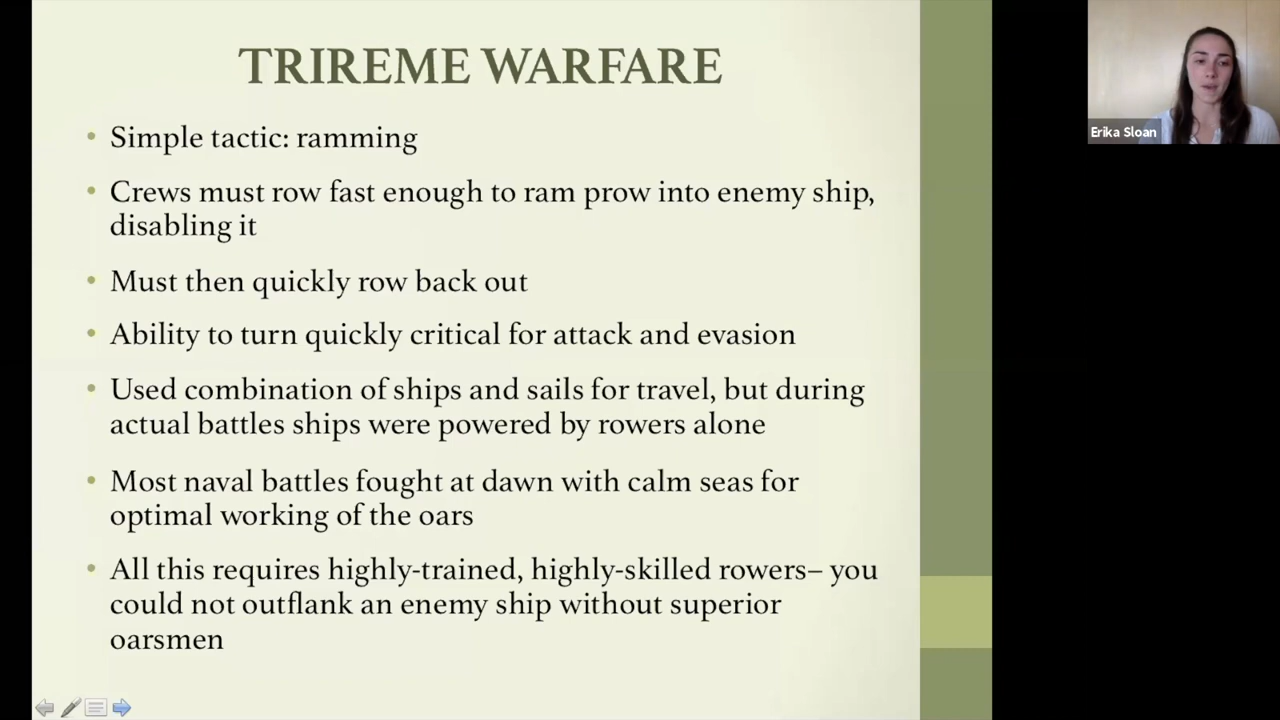 TRIREME WARFARE
• Simple tactic: ramming
• Crews must row fast enough to ram prow into enemy ship,
disabling it
• Must then quickly row back out
• Ability to turn quickly critical for attack and evasion
• Used combination of ships and sails for travel, but during
actual battles ships were powered by rowers alone
• Most naval battles fought at dawn with calm seas for
optimal working of the oars
• All this requires highly-trained, highly-skilled rowers– you
could not outflank an enemy ship without superior
oarsmen
Erika Sloan